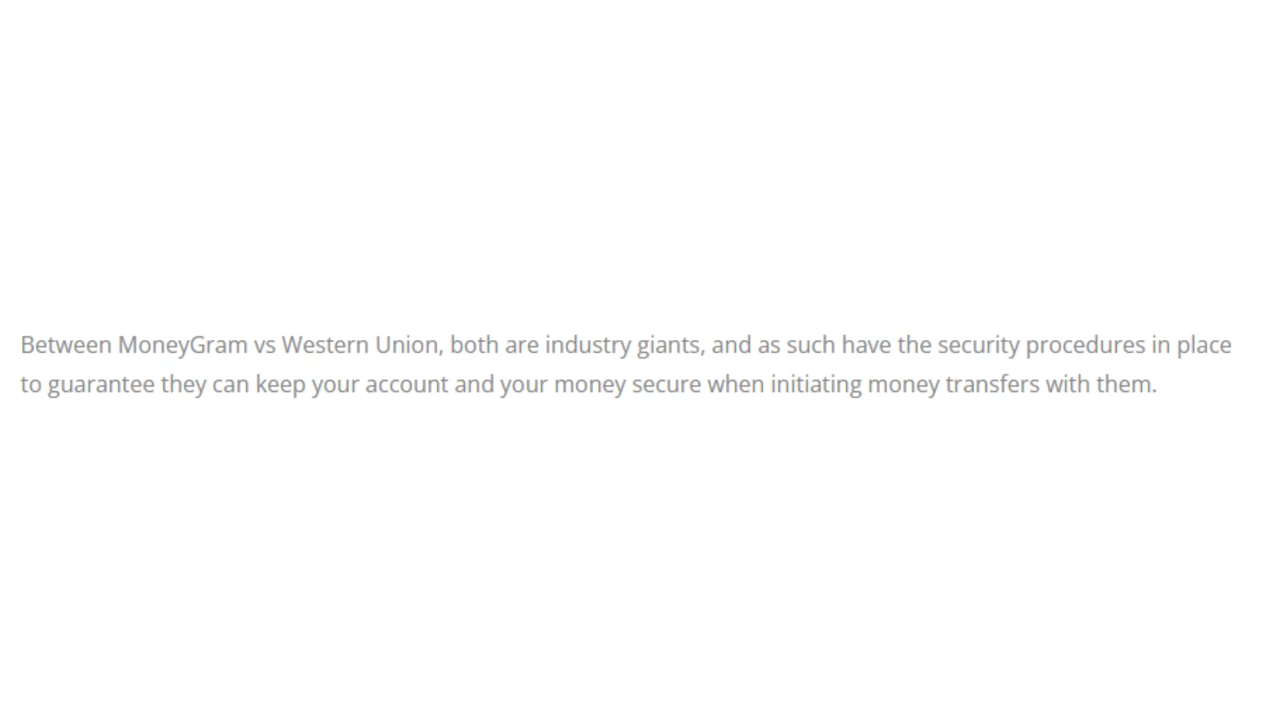 Between MoneyGram vs Western Union, both are industry giants, and as such have the security procedures in place
to guarantee they can keep your account and your money secure when initiating money transfers with them.